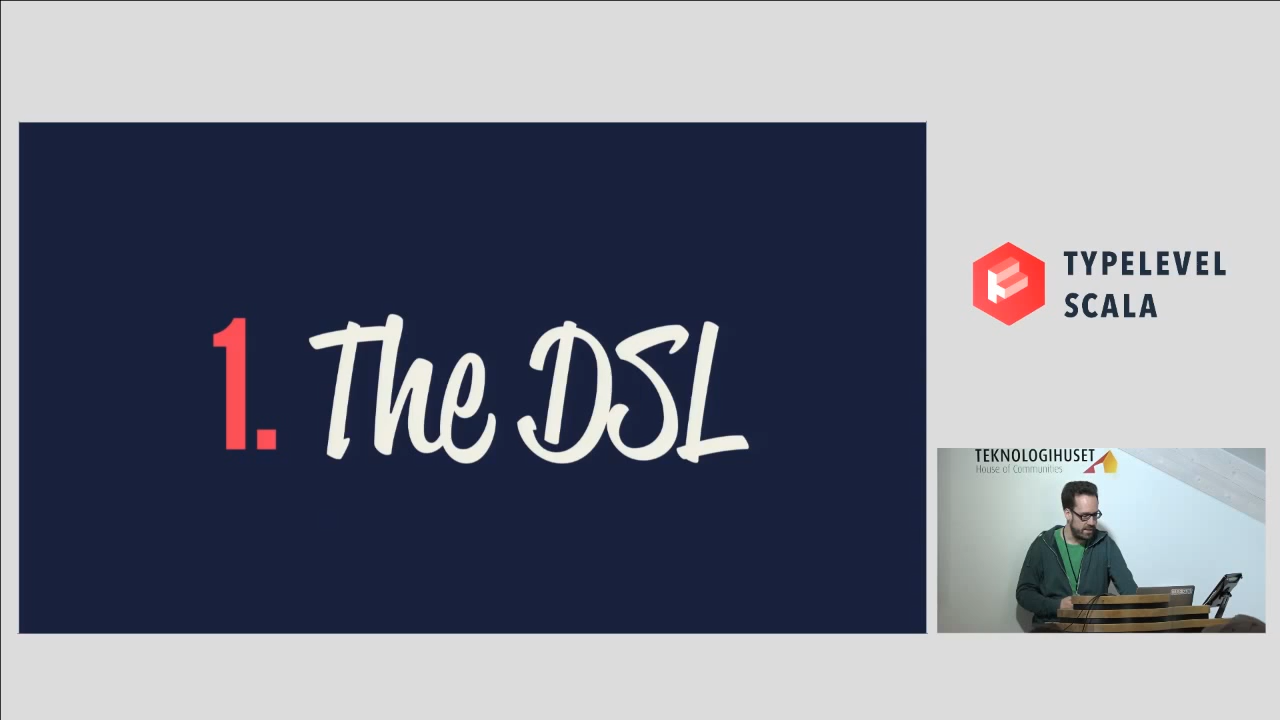 1. The DSL
TYPELEVEL
SCALA
TEKNOLOGIHUSET
House of Communities